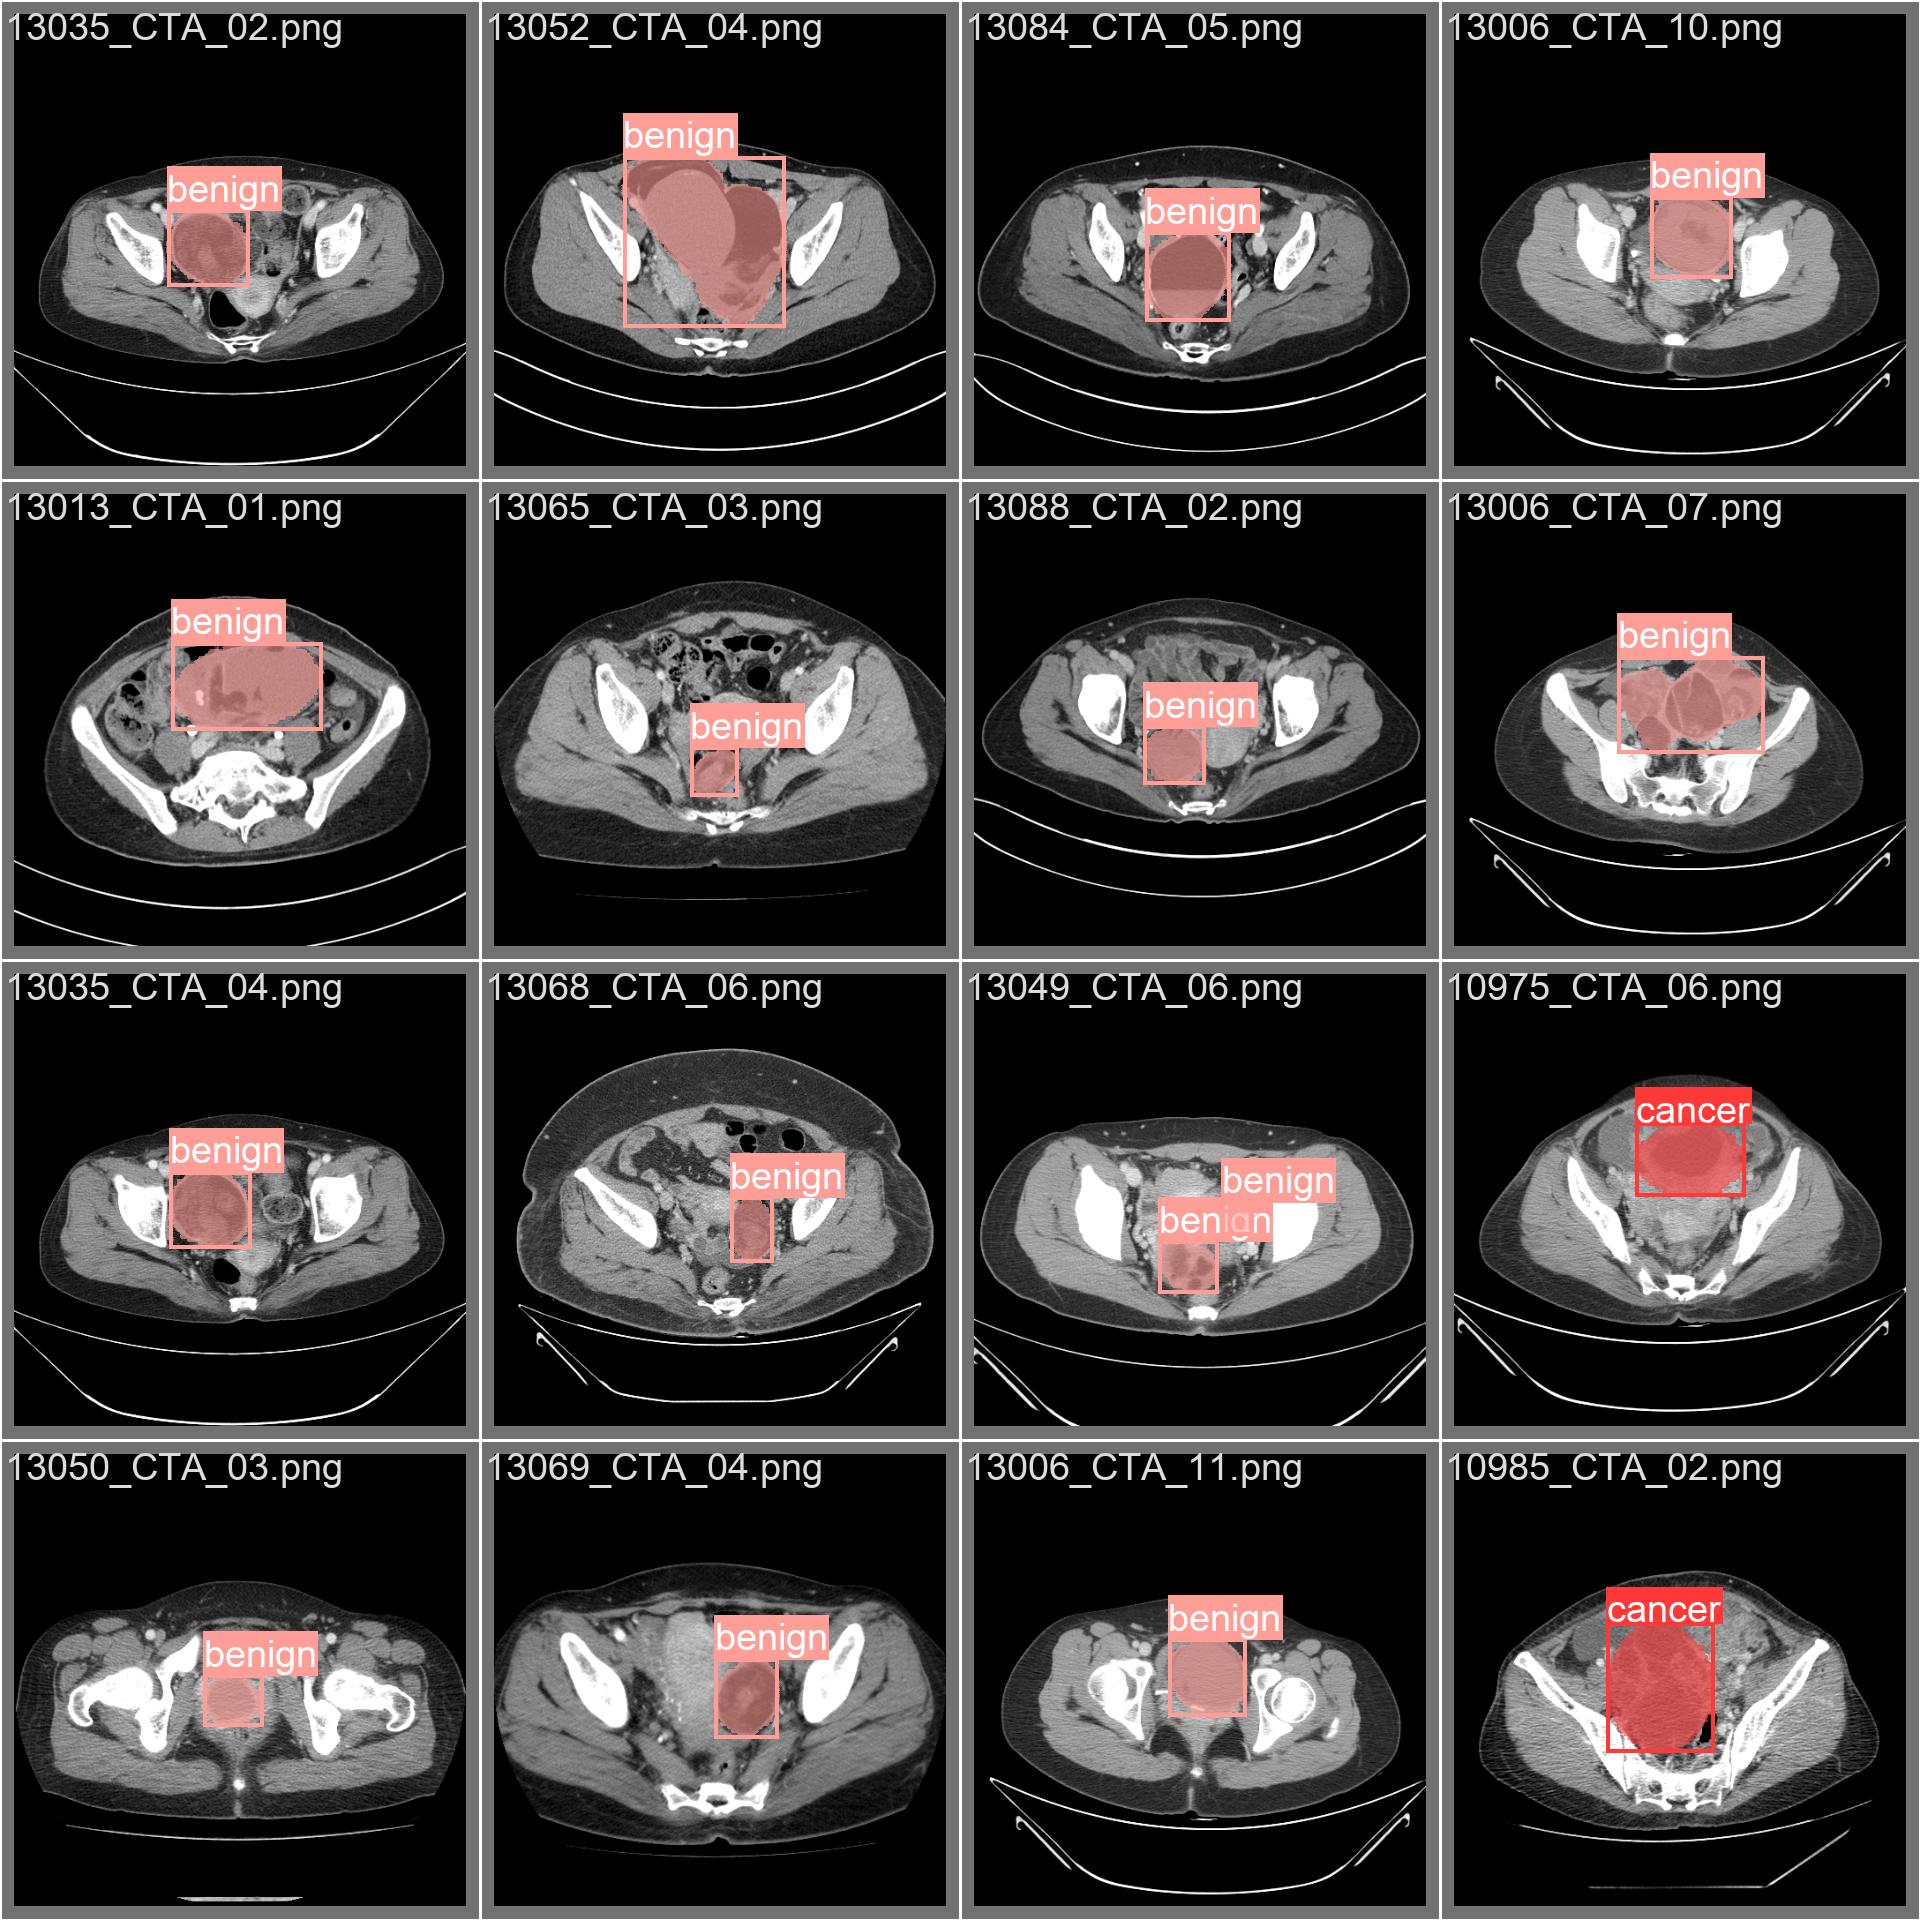 13035_CTA_02.png
benign
13052_CTA_04.png
benign
13084_CTA_05.png
benign
13006_CTA_10.png
benign
13013_CTA_01.png
benign
13065_CTA_03.png
benign
13088_CTA_02.png
benign
13006_CTA_07.png
benign
13035_CTA_04.png
benign
13068_CTA_06.png
benign
13049_CTA_06.png
benign
benign
10975_CTA_06.png
cancer
13050_CTA_03.png
benign
13069_CTA_04.png
benign
13006_CTA_11.png
benign
10985_CTA_02.png
cancer